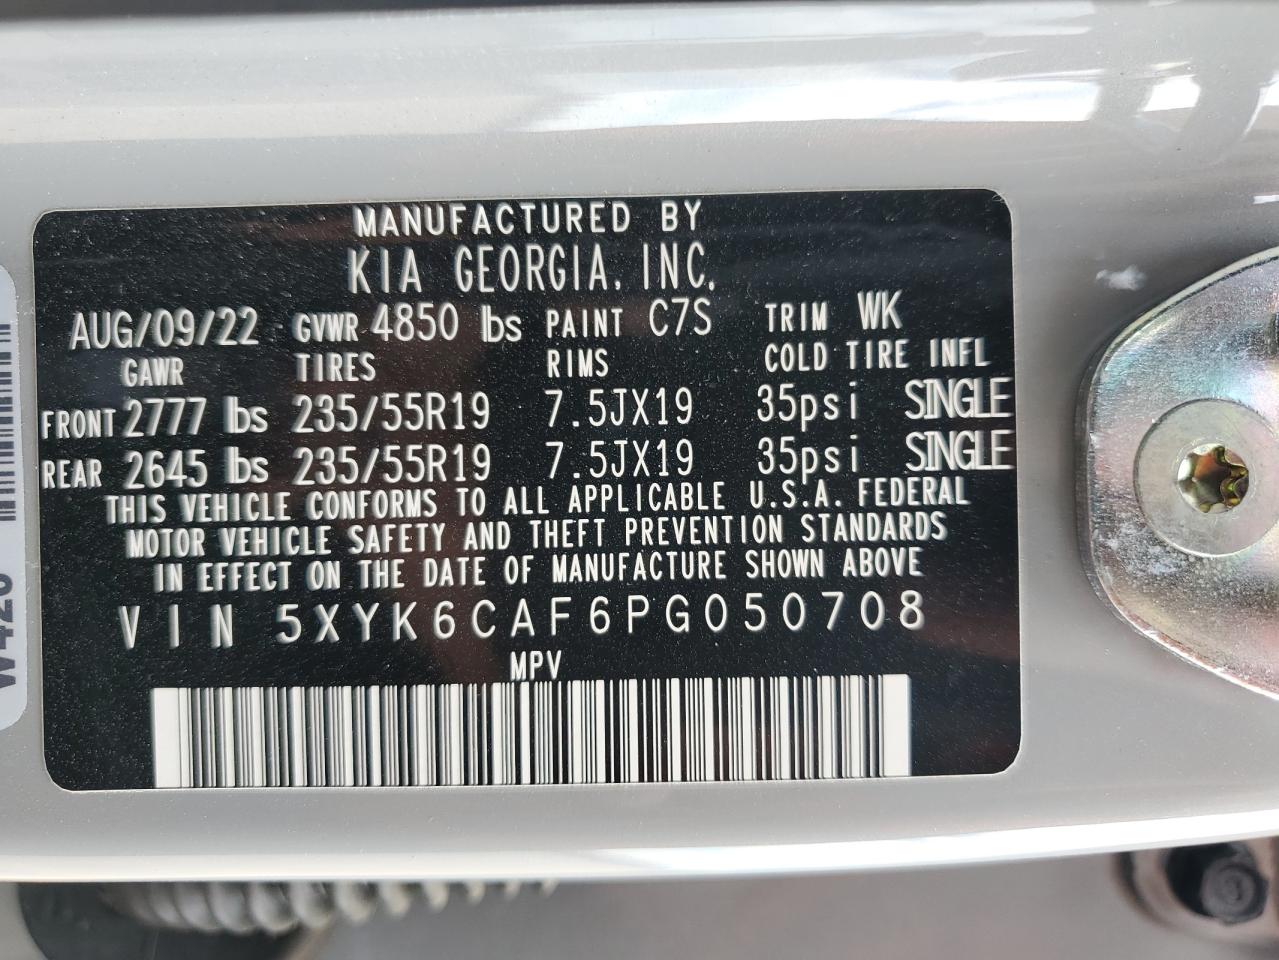 MANUFACTURED BY
KIA GEORGIA, INC.
AUG/09/22 GVWR 4850 lbs PAINT C7S TRIM WK
GAWR TIRES RIMS COLD TIRE INFL
FRONT 2777 lbs 235/55R19 7.5JX19 35psi SINGLE
REAR 2645 lbs 235/55R19 7.5JX19 35psi SINGLE
THIS VEHICLE CONFORMS TO ALL APPLICABLE U.S.A. FEDERAL
MOTOR VEHICLE SAFETY AND THEFT PREVENTION STANDARDS
IN EFFECT ON THE DATE OF MANUFACTURE SHOWN ABOVE
VIN 5XYK6CAF6PG050708
MPV